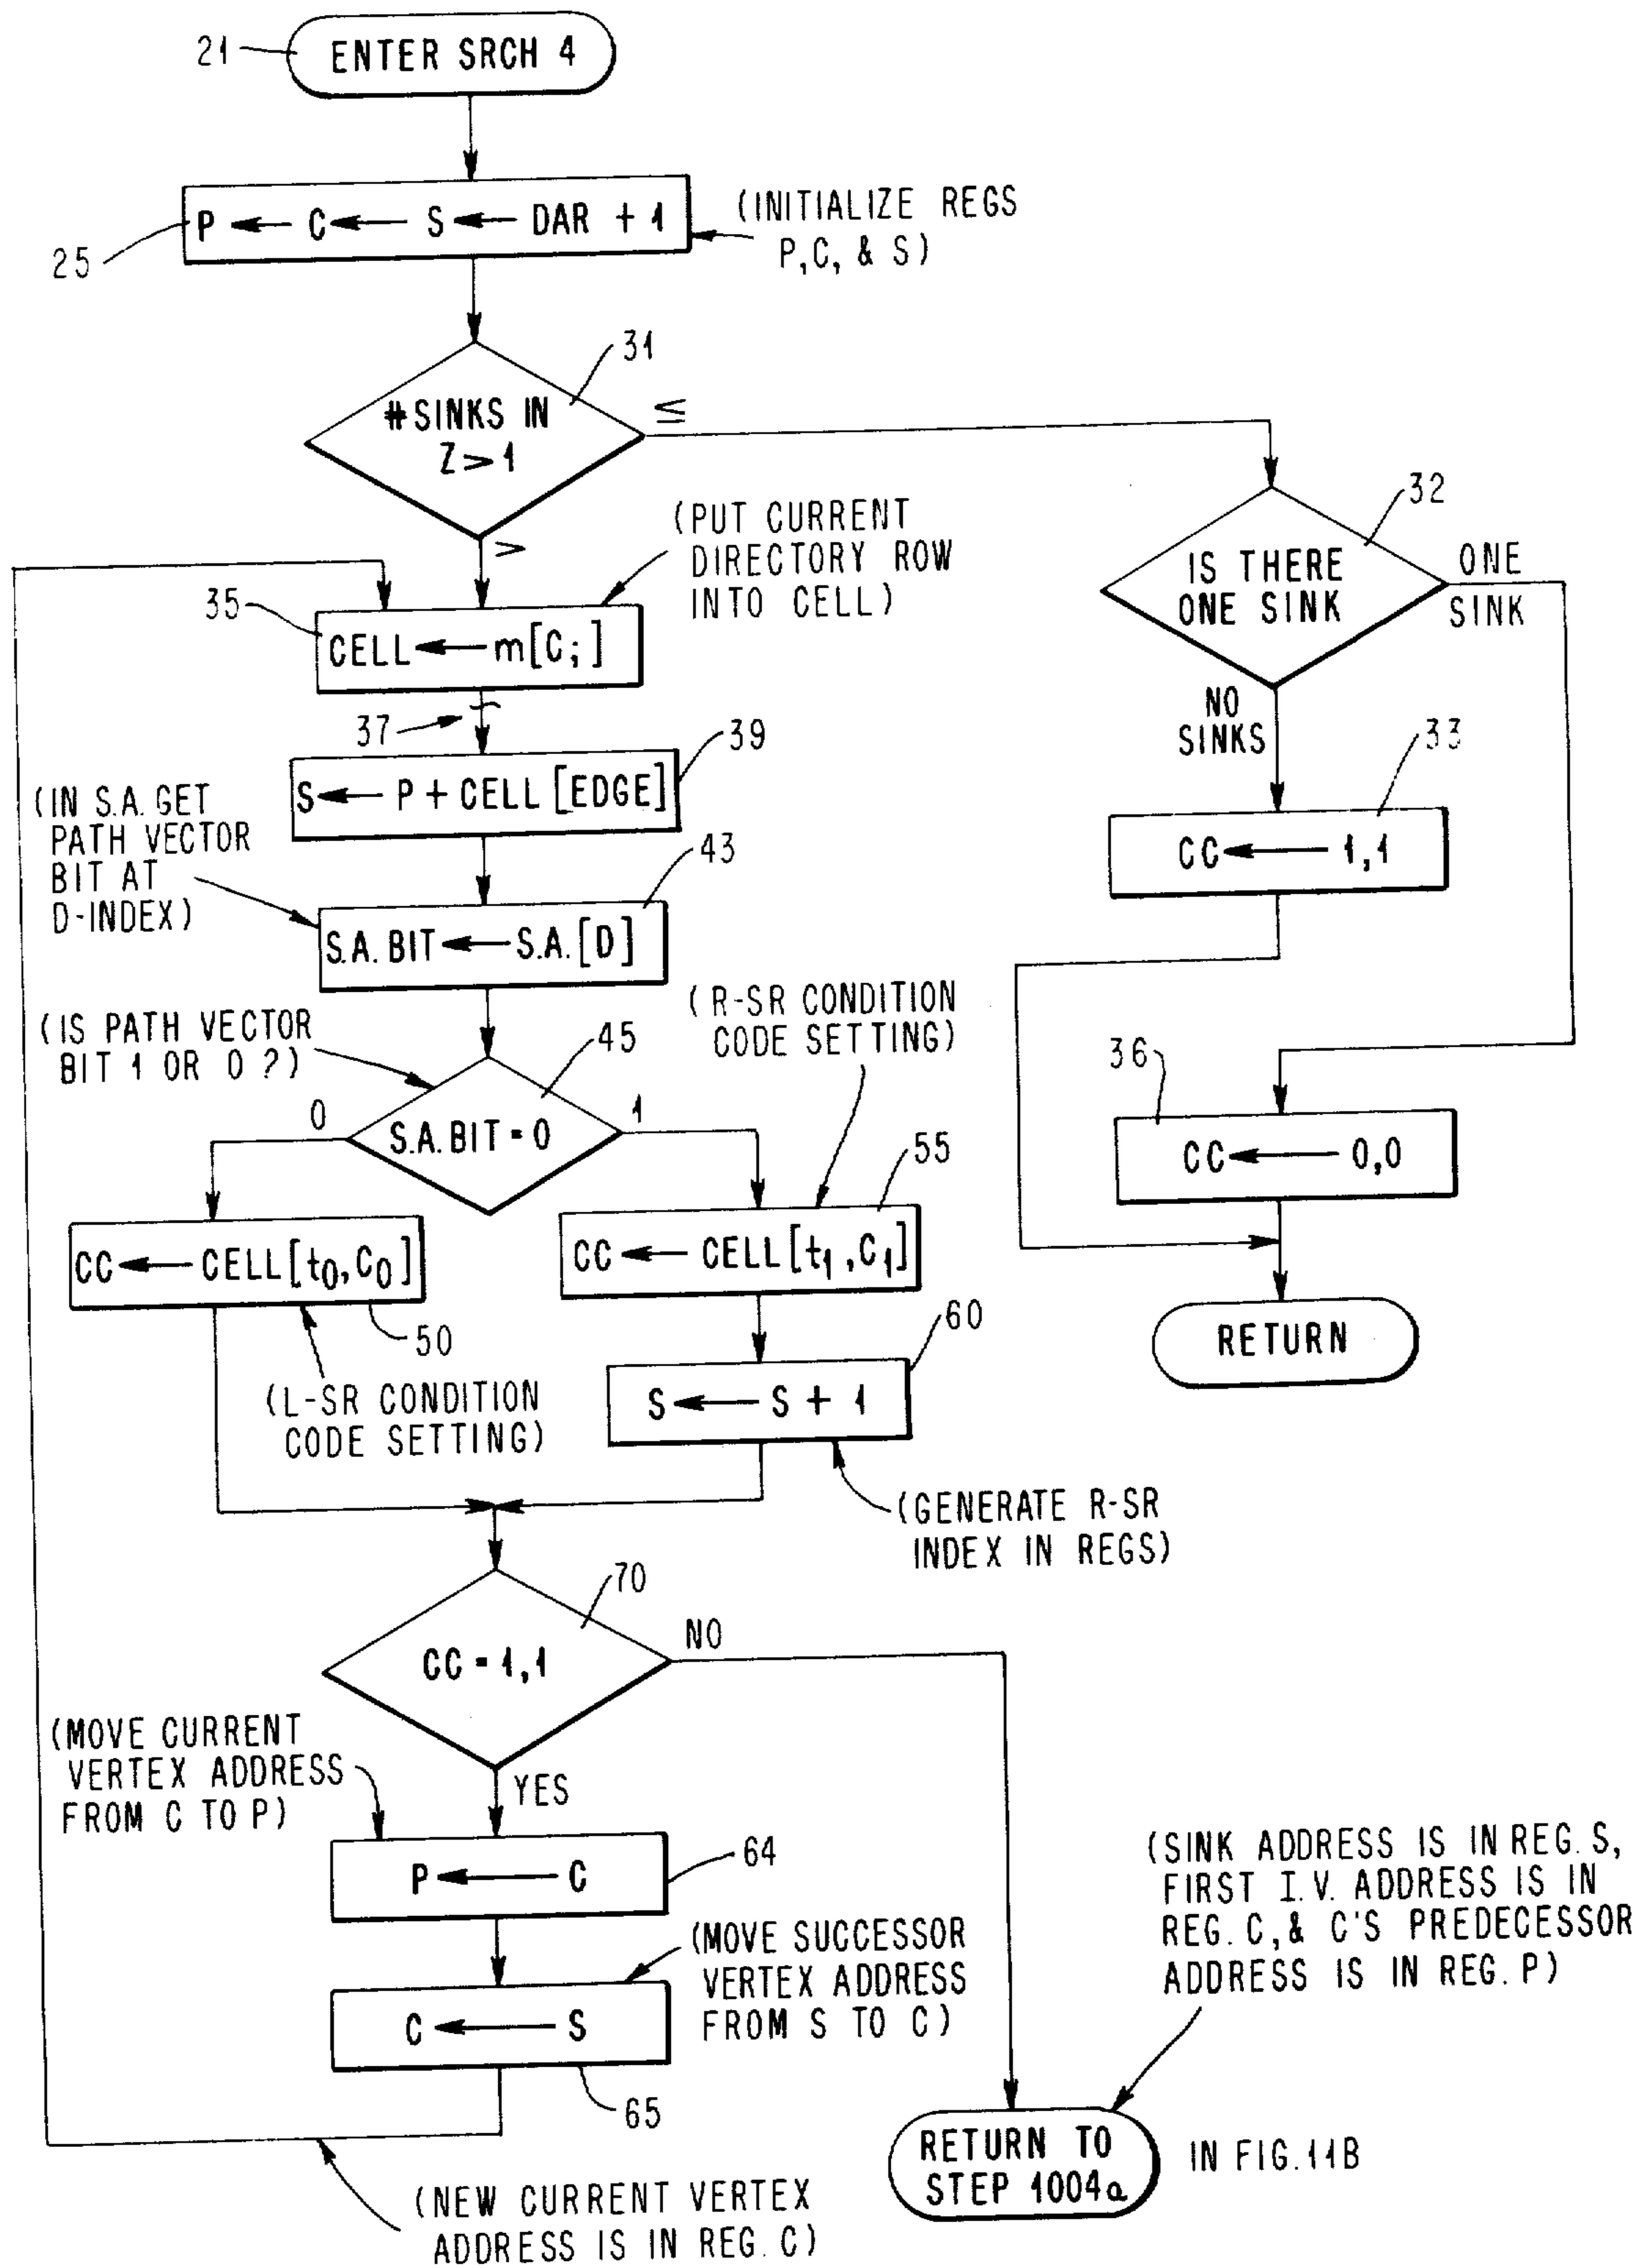 21
ENTER SRCH 4
P ← C ← S ← DAR + 1
25
(INITIALIZE REGS
P,C, & S)
31
#SINKS IN
Z > 1
≤
>
32
IS THERE
ONE SINK
ONE
SINK
NO
SINKS
33
CC ← 1,1
36
CC ← 0,0
RETURN
(PUT CURRENT
DIRECTORY ROW
INTO CELL)
35
CELL ← m[C;]
37
39
S ← P + CELL [EDGE]
(IN S.A. GET
PATH VECTOR
BIT AT
D-INDEX)
43
S.A. BIT ← S.A. [D]
(IS PATH VECTOR
BIT 1 OR 0 ?)
45
S.A. BIT = 0
0
1
(R-SR CONDITION
CODE SETTING)
55
CC ← CELL [t₀, C₀]
50
(L-SR CONDITION
CODE SETTING)
CC ← CELL [t₁, C₁]
60
S ← S + 1
(GENERATE R-SR
INDEX IN REGS)
70
CC = 1,1
NO
YES
(MOVE CURRENT
VERTEX ADDRESS
FROM C TO P)
P ← C
64
(MOVE SUCCESSOR
VERTEX ADDRESS
FROM S TO C)
C ← S
65
(NEW CURRENT VERTEX
ADDRESS IS IN REG. C)
(SINK ADDRESS IS IN REG. S,
FIRST I.V. ADDRESS IS IN
REG. C, & C'S PREDECESSOR
ADDRESS IS IN REG. P)
RETURN TO
STEP 1004a
IN FIG. 11B